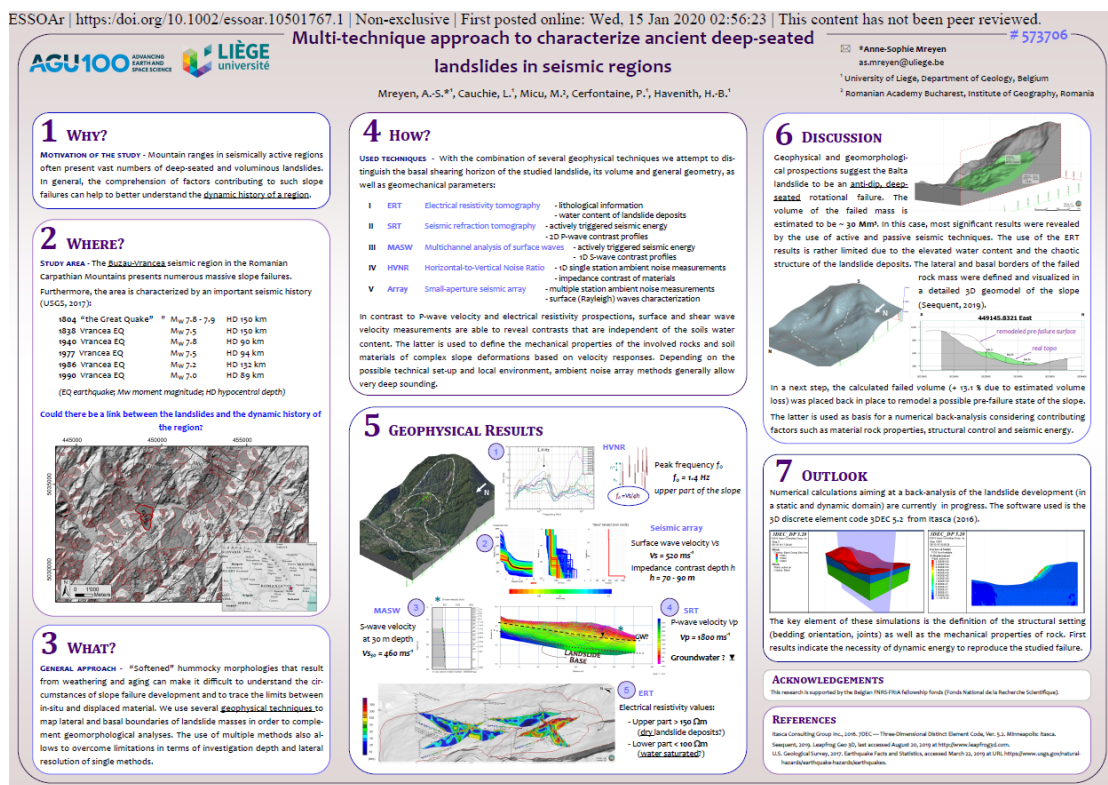 ESSOAr | https:/doi.org/10.1002/essoar.10501767.1 | Non-exclusive | First posted online: Wed, 15 Jan 2020 02:56:23 | This content has not been peer reviewed.
AGU100 ADVANCING EARTH AND SPACE SCIENCE
LIÈGE université
Multi-technique approach to characterize ancient deep-seated
landslides in seismic regions
Mreyen, A.-S.*¹, Cauchie, L.¹, Micu, M.², Cerfontaine, P.¹, Havenith, H.-B.¹
# 573706
*Anne-Sophie Mreyen
as.mreyen@uliege.be
¹ University of Liege, Department of Geology, Belgium
² Romanian Academy Bucharest, Institute of Geography, Romania
1 WHY?
MOTIVATION OF THE STUDY - Mountain ranges in seismically active regions
often present vast numbers of deep-seated and voluminous landslides.
In general, the comprehension of factors contributing to such slope
failures can help to better understand the dynamic history of a region.
2 WHERE?
STUDY AREA - The Buzau-Vrancea seismic region in the Romanian
Carpathian Mountains presents numerous massive slope failures.
Furthermore, the area is characterized by an important seismic history
(USGS, 2017):
1804 “the Great Quake” * Mw 7.8 - 7.9 HD 150 km
1838 Vrancea EQ Mw 7.5 HD 150 km
1940 Vrancea EQ Mw 7.8 HD 90 km
1977 Vrancea EQ Mw 7.5 HD 94 km
1986 Vrancea EQ Mw 7.2 HD 132 km
1990 Vrancea EQ Mw 7.0 HD 89 km
(EQ earthquake; Mw moment magnitude; HD hypocentral depth)
Could there be a link between the landslides and the dynamic history of
the region?
445000 450000 455000
5035000
5030000
N
0 1'000
Meters
3 WHAT?
GENERAL APPROACH - “Softened” hummocky morphologies that result
from weathering and aging can make it difficult to understand the cir-
cumstances of slope failure development and to trace the limits between
in-situ and displaced material. We use several geophysical techniques to
map lateral and basal boundaries of landslide masses in order to comple-
ment geomorphological analyses. The use of multiple methods also al-
lows to overcome limitations in terms of investigation depth and lateral
resolution of single methods.
4 HOW?
USED TECHNIQUES - With the combination of several geophysical techniques we attempt to dis-
tinguish the basal shearing horizon of the studied landslide, its volume and general geometry, as
well as geomechanical parameters:
I ERT Electrical resistivity tomography - lithological information
- water content of landslide deposits
II SRT Seismic refraction tomography - actively triggered seismic energy
- 2D P-wave contrast profiles
III MASW Multichannel analysis of surface waves - actively triggered seismic energy
- 1D S-wave contrast profiles
IV HVNR Horizontal-to-Vertical Noise Ratio - 1D single station ambient noise measurements
- impedance contrast of materials
V Array Small-aperture seismic array - multiple station ambient noise measurements
- surface (Rayleigh) waves characterization
In contrast to P-wave velocity and electrical resistivity prospections, surface and shear wave
velocity measurements are able to reveal contrasts that are independent of the soils water
content. The latter is used to define the mechanical properties of the involved rocks and soil
materials of complex slope deformations based on velocity responses. Depending on the
possible technical set-up and local environment, ambient noise array methods generally allow
very deep sounding.
5 GEOPHYSICAL RESULTS
N
1
HVNR
Peak frequency f₀
f₀ = 1.4 Hz
upper part of the slope
f₀=Vs/4h
2
Seismic array
Surface wave velocity Vs
Vs = 520 ms⁻¹
Impedance contrast depth h
h = 70 - 90 m
MASW
3
S-wave velocity
at 30 m depth
Vs₃₀ = 460 ms⁻¹
4
SRT
P-wave velocity Vp
Vp = 1800 ms⁻¹
Groundwater ?
GW?
LANDSLIDE
BASE
5
ERT
Electrical resistivity values:
- Upper part > 150 Ωm
(dry landslide deposits?)
- Lower part < 100 Ωm
(water saturated?)
6 DISCUSSION
Geophysical and geomorphologi-
cal prospections suggest the Balta
landslide to be an anti-dip, deep-
seated rotational failure. The
volume of the failed mass is
estimated to be ~ 30 Mm³. In this case, most significant results were revealed
by the use of active and passive seismic techniques. The use of the ERT
results is rather limited due to the elevated water content and the chaotic
structure of the landslide deposits. The lateral and basal borders of the failed
rock mass were defined and visualized in
a detailed 3D geomodel of the slope
(Seequent, 2019).
N
449145.8321 East
remodeled pre-failure surface
real topo
In a next step, the calculated failed volume (+ 13.1 % due to estimated volume
loss) was placed back in place to remodel a possible pre-failure state of the slope.
The latter is used as basis for a numerical back-analysis considering contributing
factors such as material rock properties, structural control and seismic energy.
7 OUTLOOK
Numerical calculations aiming at a back-analysis of the landslide development (in
a static and dynamic domain) are currently in progress. The software used is the
3D discrete element code 3DEC 5.2 from Itasca (2016).
3DEC_DP 5.20
3DEC_DP 5.20
The key element of these simulations is the definition of the structural setting
(bedding orientation, joints) as well as the mechanical properties of rock. First
results indicate the necessity of dynamic energy to reproduce the studied failure.
ACKNOWLEDGEMENTS
This research is supported by the Belgian FNRS-FRIA fellowship funds (Fonds National de la Recherche Scientifique).
REFERENCES
Itasca Consulting Group Inc., 2016. 3DEC — Three-Dimensional Distinct Element Code, Ver. 5.2. Minneapolis: Itasca.
Seequent, 2019. Leapfrog Geo 3D, last accessed August 20, 2019 at http://www.leapfrog3d.com.
U.S. Geological Survey, 2017. Earthquake Facts and Statistics, accessed March 22, 2019 at URL https://www.usgs.gov/natural-
hazards/earthquake-hazards/earthquakes.